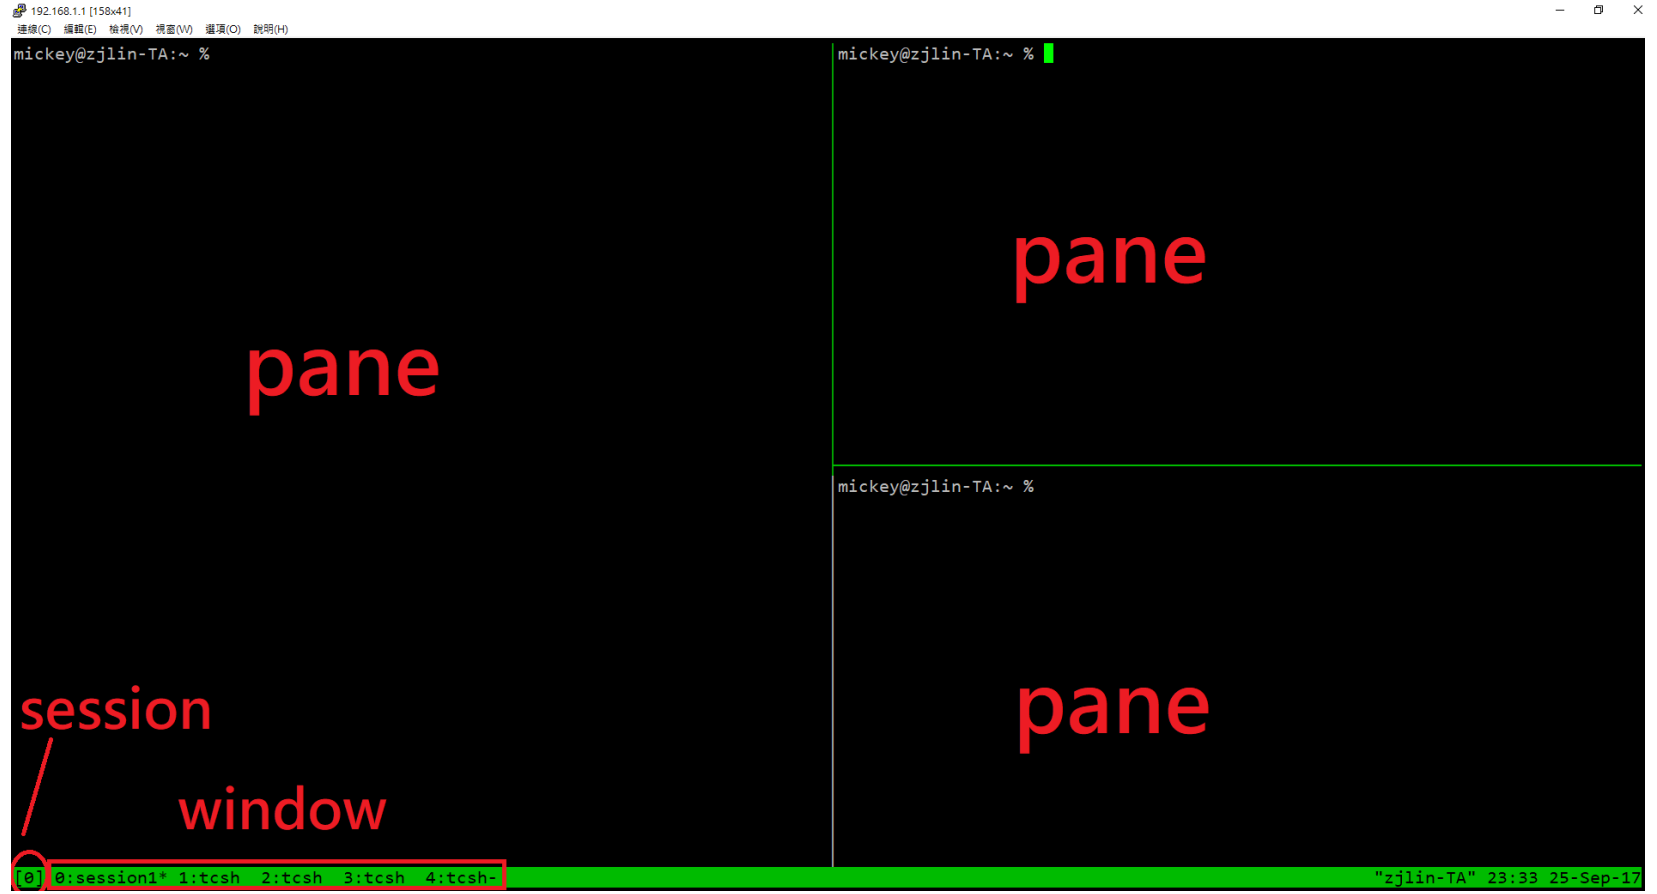 192.168.1.1 [158x41]
連線(C) 編輯(E) 檢視(V) 視窗(W) 選項(O) 說明(H)
mickey@zjlin-TA:~ %
mickey@zjlin-TA:~ %
pane
pane
mickey@zjlin-TA:~ %
pane
session
window
[0] 0:session1* 1:tcsh  2:tcsh  3:tcsh  4:tcsh- "zjlin-TA" 23:33 25-Sep-17